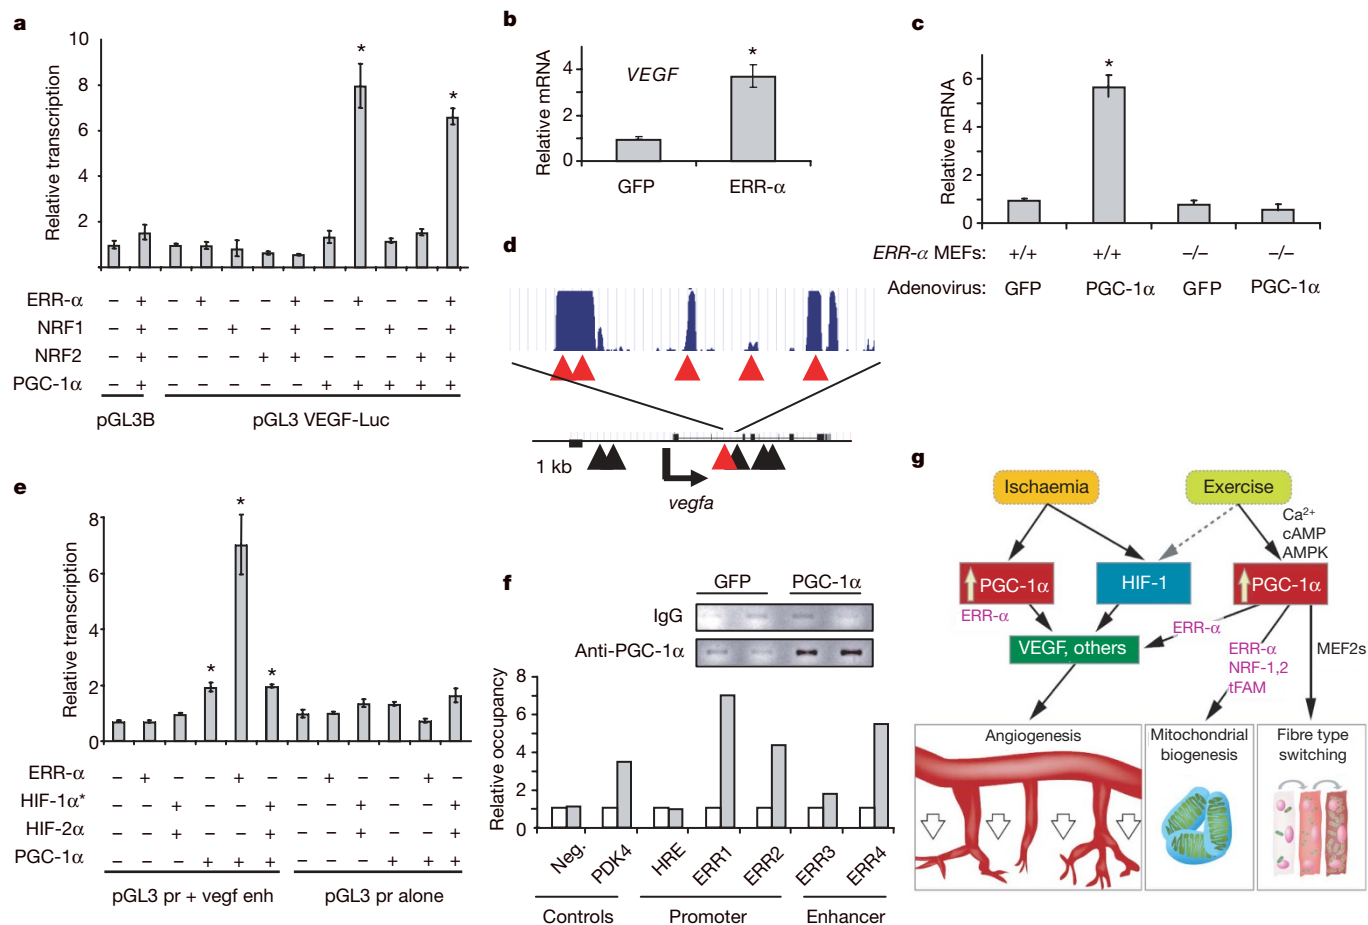 a
Relative transcription
10
8
6
4
2
ERR-α – + – + – – + – + – – +
NRF1 – + – – + – + – – + – +
NRF2 – + – – – + + – – – + +
PGC-1α – + – – – – – + + + + +
pGL3B pGL3 VEGF-Luc
b
Relative mRNA
VEGF
*
4
2
0
GFP ERR-α
c
Relative mRNA
*
6
4
2
0
ERR-α MEFs: +/+ +/+ –/– –/–
Adenovirus: GFP PGC-1α GFP PGC-1α
d
1 kb
vegfa
e
Relative transcription
8
6
4
2
0
ERR-α – + – – + – – + – – + –
HIF-1α* – – + – – + – – + – – +
HIF-2α – – + – – + – – + – – +
PGC-1α – – – + + + – – – + + +
pGL3 pr + vegf enh pGL3 pr alone
f
GFP PGC-1α
IgG
Anti-PGC-1α
Relative occupancy
8
6
4
2
0
Neg. PDK4 HRE ERR1 ERR2 ERR3 ERR4
Controls Promoter Enhancer
g
Ischaemia Exercise
Ca²⁺
cAMP
AMPK
PGC-1α HIF-1 PGC-1α
ERR-α
ERR-α
VEGF, others
ERR-α
NRF-1,2
tFAM
MEF2s
Angiogenesis
Mitochondrial
biogenesis
Fibre type
switching